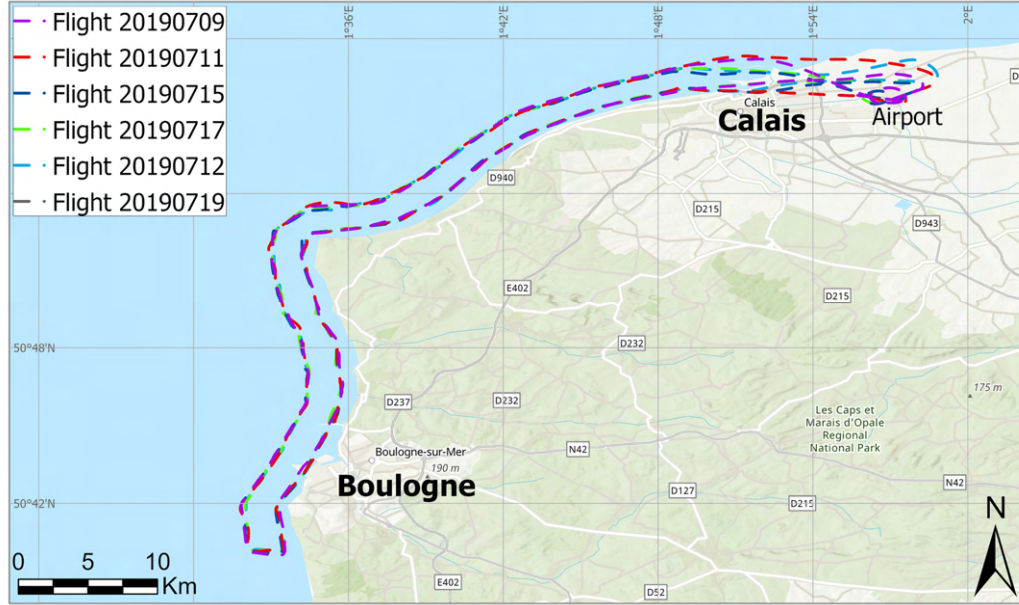 Flight 20190709
Flight 20190711
Flight 20190715
Flight 20190717
Flight 20190712
Flight 20190719
1°36'E
1°42'E
1°48'E
1°54'E
2°E
Calais
Calais
Airport
D
D940
D215
D943
E402
D215
50°48'N
D232
175 m
D237
D232
Les Caps et
Marais d'Opale
Regional
National Park
Boulogne-sur-Mer
190 m
N42
Boulogne
N42
D127
D215
50°42'N
N
0 5 10
Km
E402
D52